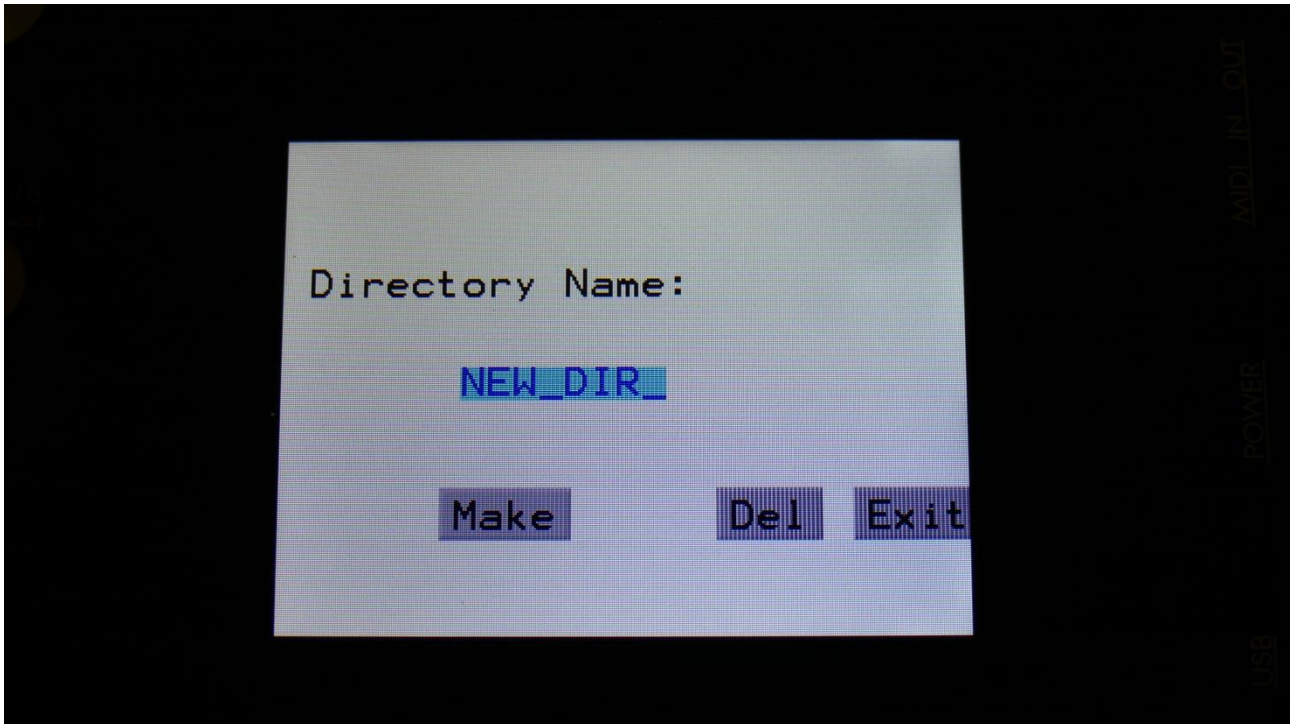 Directory Name:
NEW_DIR_
Make Del Exit
MIDI IN OUT
POWER
USB